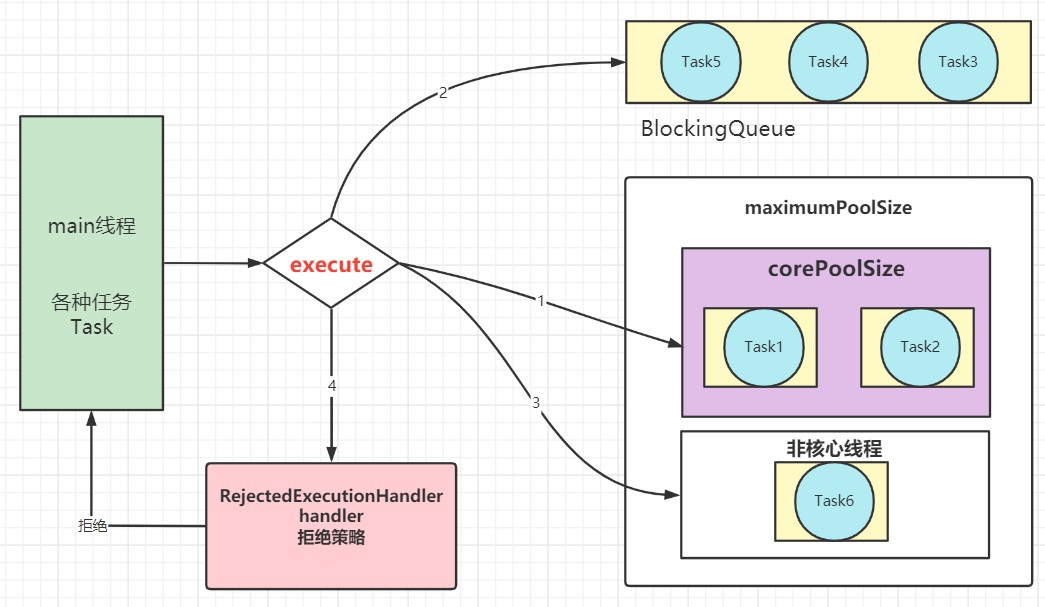 Task5
Task4
Task3
BlockingQueue
2
main线程
各种任务
Task
execute
maximumPoolSize
corePoolSize
1
Task1
Task2
4
3
非核心线程
Task6
RejectedExecutionHandler
handler
拒绝策略
拒绝